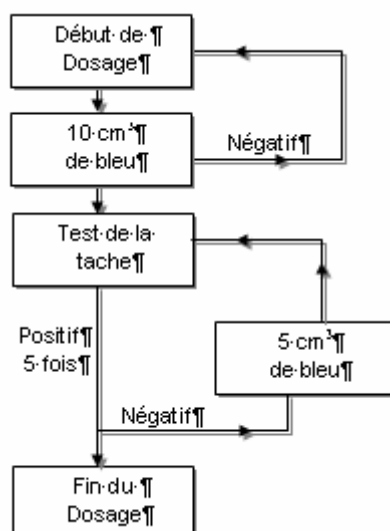 Début·de·¶
Dosage¶
10·cm³¶
de·bleu¶
Négatif¶
Test·de·la·
tache¶
Positif¶
5·fois¶
5·cm³¶
de·bleu¶
Négatif¶
Fin·du·¶
Dosage¶